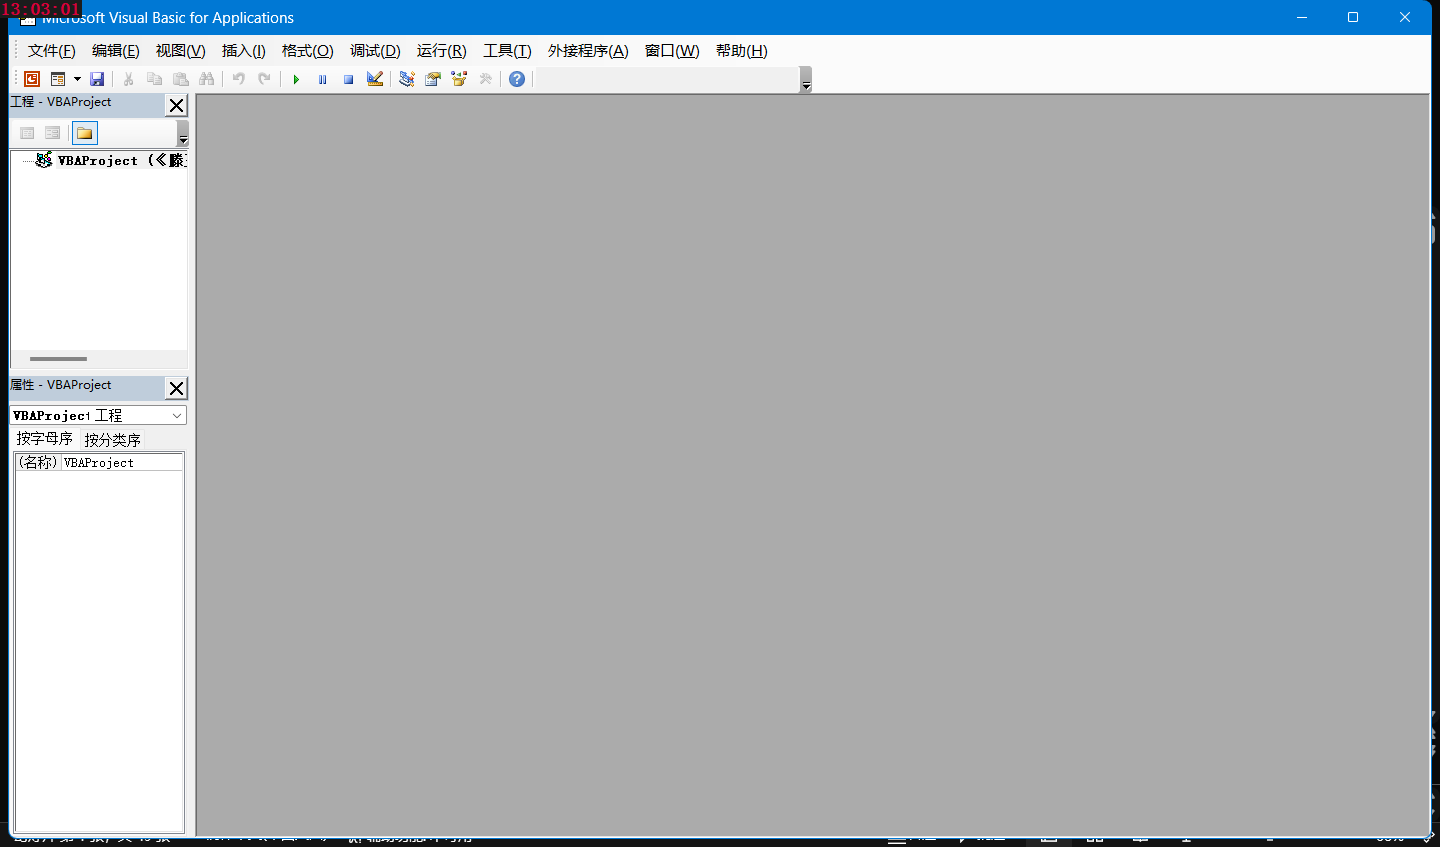 13:03:01
Microsoft Visual Basic for Applications
文件(F) 编辑(E) 视图(V) 插入(I) 格式(O) 调试(D) 运行(R) 工具(T) 外接程序(A) 窗口(W) 帮助(H)
工程 - VBAProject
VBAProject (《滕
属性 - VBAProject
VBAProject 工程
按字母序 按分类序
(名称) VBAProject